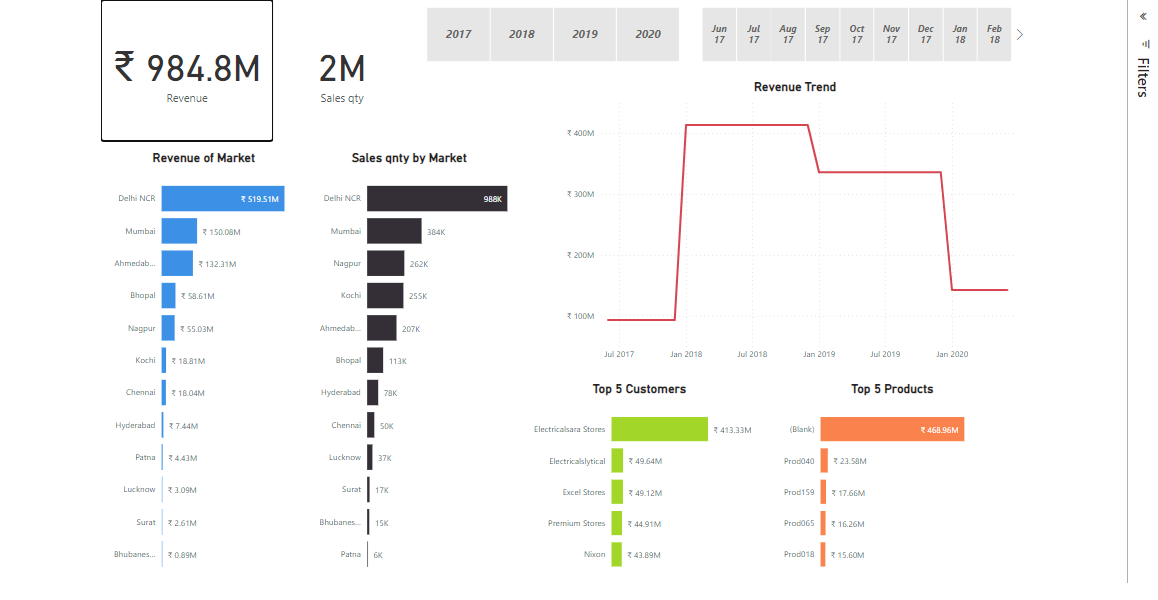 ₹ 984.8M
Revenue
2M
Sales qty
2017 2018 2019 2020
Jun 17 Jul 17 Aug 17 Sep 17 Oct 17 Nov 17 Dec 17 Jan 18 Feb 18
Filters
Revenue of Market
Delhi NCR ₹ 519.51M
Mumbai ₹ 150.08M
Ahmedab... ₹ 132.31M
Bhopal ₹ 58.61M
Nagpur ₹ 55.03M
Kochi ₹ 18.81M
Chennai ₹ 18.04M
Hyderabad ₹ 7.44M
Patna ₹ 4.43M
Lucknow ₹ 3.09M
Surat ₹ 2.61M
Bhubanes... ₹ 0.89M
Sales qnty by Market
Delhi NCR 988K
Mumbai 384K
Nagpur 262K
Kochi 255K
Ahmedab... 207K
Bhopal 113K
Hyderabad 78K
Chennai 50K
Lucknow 37K
Surat 17K
Bhubanes... 15K
Patna 6K
Revenue Trend
₹ 400M
₹ 300M
₹ 200M
₹ 100M
Jul 2017 Jan 2018 Jul 2018 Jan 2019 Jul 2019 Jan 2020
Top 5 Customers
Electricalsara Stores ₹ 413.33M
Electricalslytical ₹ 49.64M
Excel Stores ₹ 49.12M
Premium Stores ₹ 44.91M
Nixon ₹ 43.89M
Top 5 Products
(Blank) ₹ 468.96M
Prod040 ₹ 23.58M
Prod159 ₹ 17.66M
Prod065 ₹ 16.26M
Prod018 ₹ 15.60M